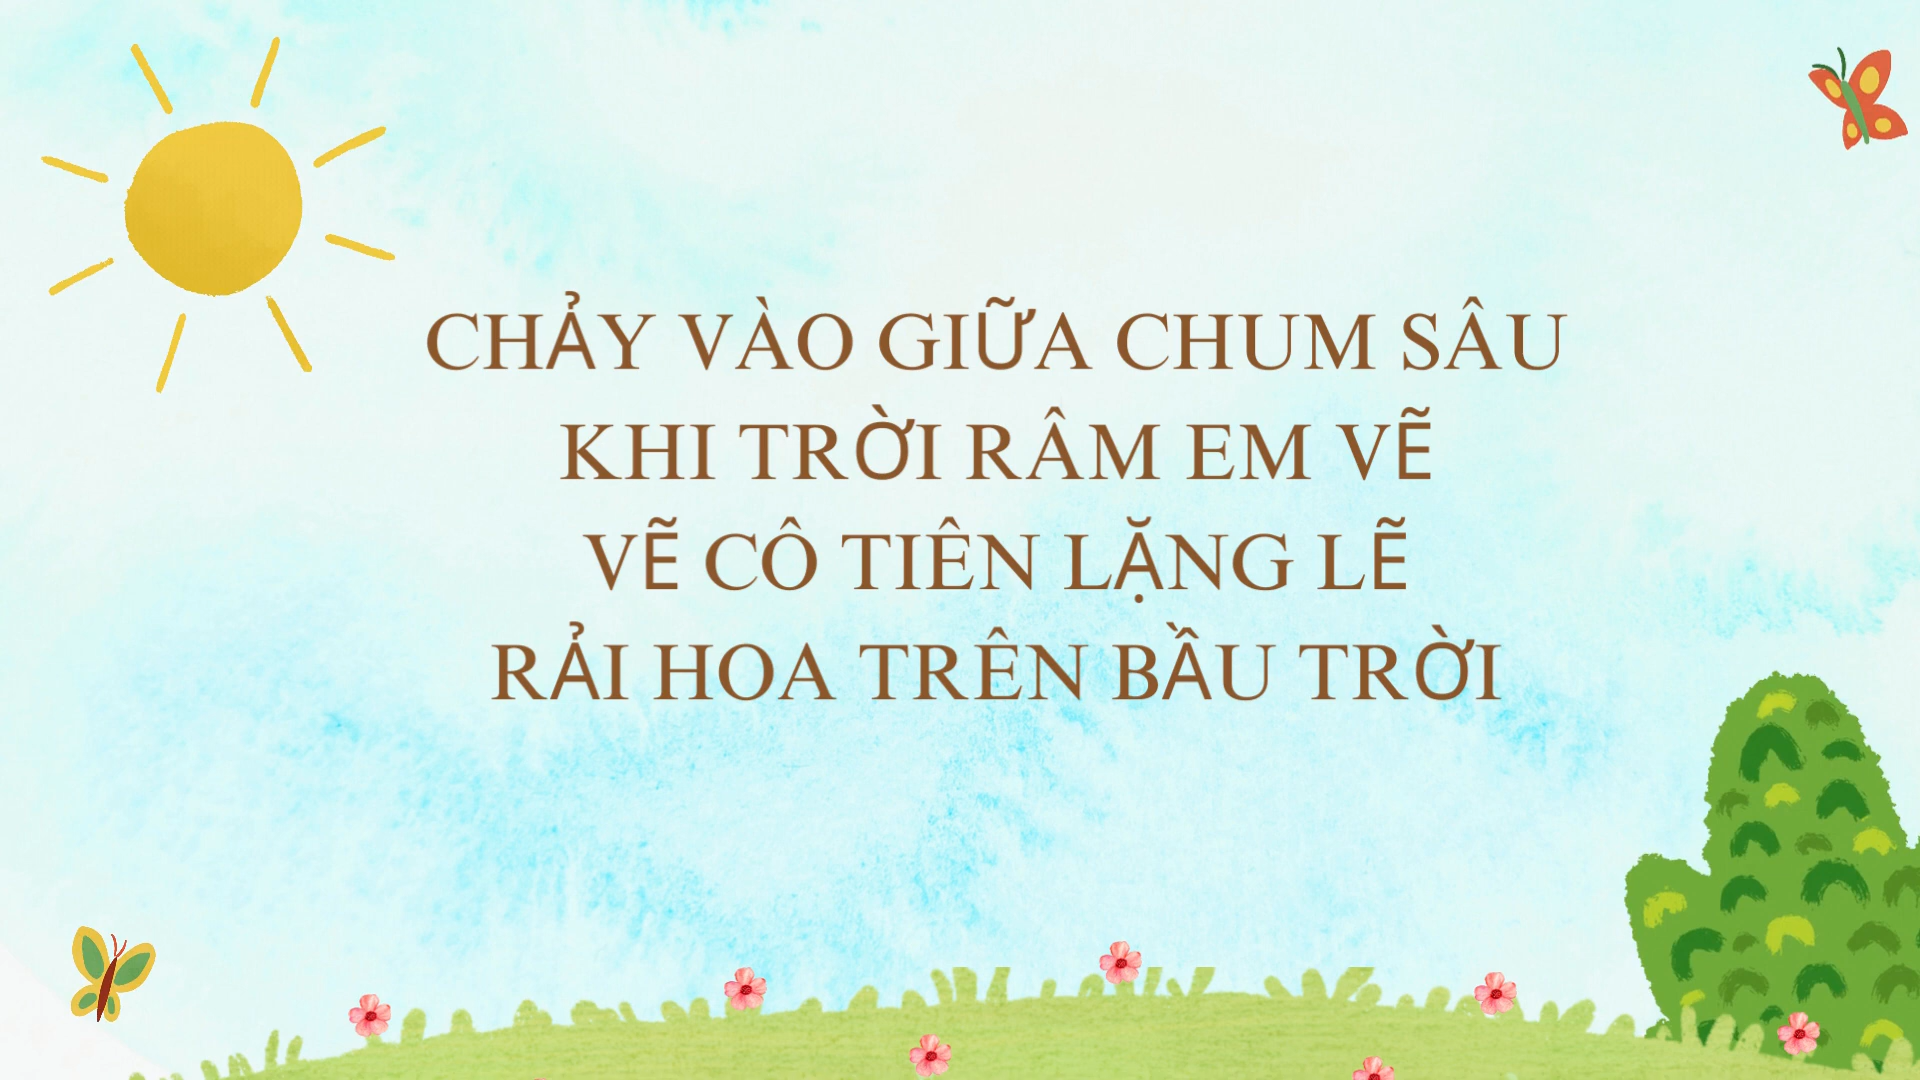 CHẢY VÀO GIỮA CHUM SÂU
KHI TRỜI RÂM EM VẼ
VẼ CÔ TIÊN LẶNG LẼ
RẢI HOA TRÊN BẦU TRỜI